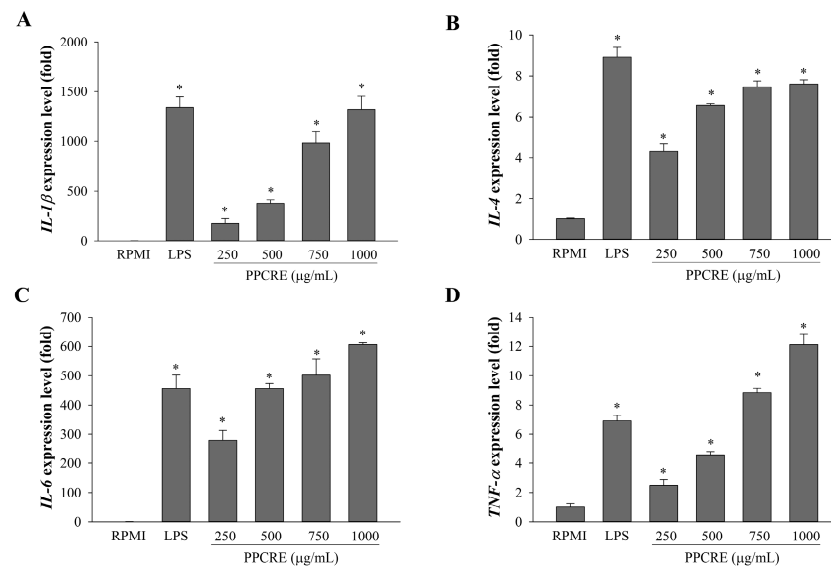 A
IL-1β expression level (fold)
2000
1500
1000
500
0
* * * * *
RPMI LPS 250 500 750 1000
PPCRE (μg/mL)
B
IL-4 expression level (fold)
10
8
6
4
2
0
* * * * *
RPMI LPS 250 500 750 1000
PPCRE (μg/mL)
C
IL-6 expression level (fold)
700
600
500
400
300
200
100
0
* * * * *
RPMI LPS 250 500 750 1000
PPCRE (μg/mL)
D
TNF-α expression level (fold)
14
12
10
8
6
4
2
0
* * * * *
RPMI LPS 250 500 750 1000
PPCRE (μg/mL)